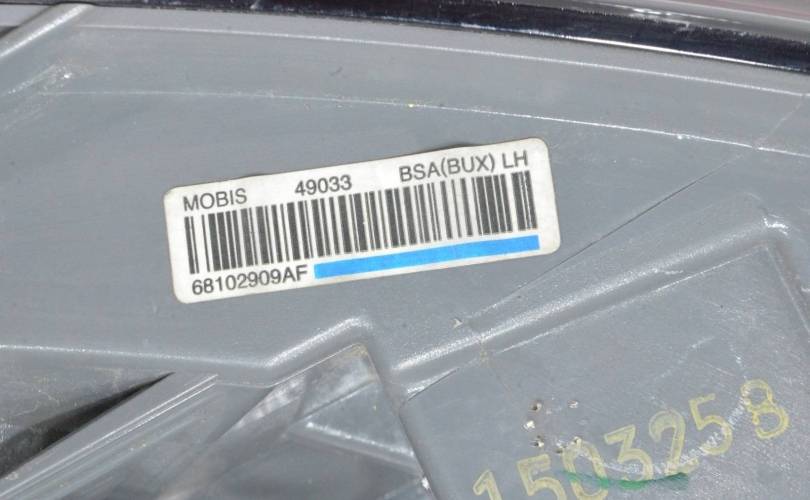 MOBIS 49033 BSA(BUX) LH
68102909AF
1503258